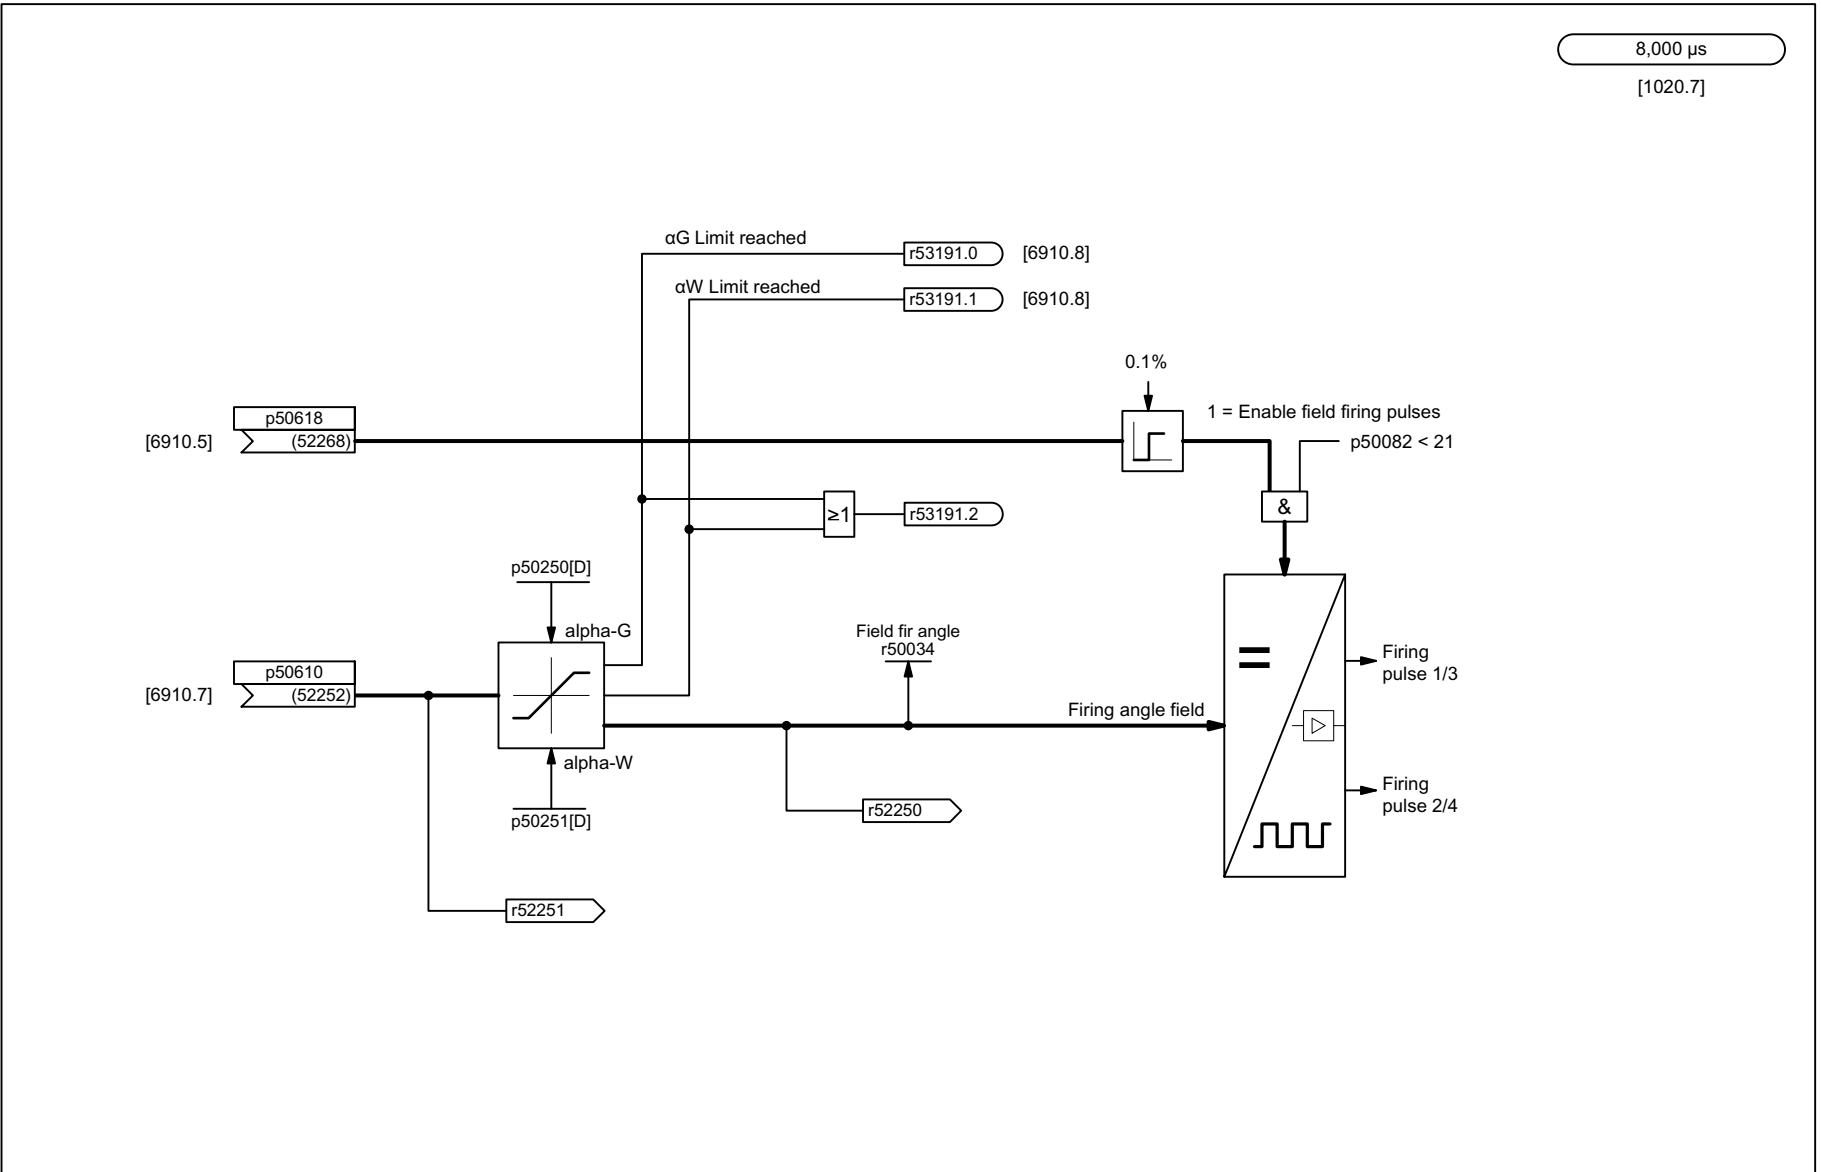 8,000 µs
[1020.7]
αG Limit reached
r53191.0
[6910.8]
αW Limit reached
r53191.1
[6910.8]
0.1%
p50618
[6910.5]
(52268)
1 = Enable field firing pulses
p50082 < 21
&
≥1
r53191.2
p50250[D]
alpha-G
p50610
[6910.7]
(52252)
Field fir angle
r50034
Firing
pulse 1/3
Firing angle field
alpha-W
p50251[D]
r52250
Firing
pulse 2/4
r52251